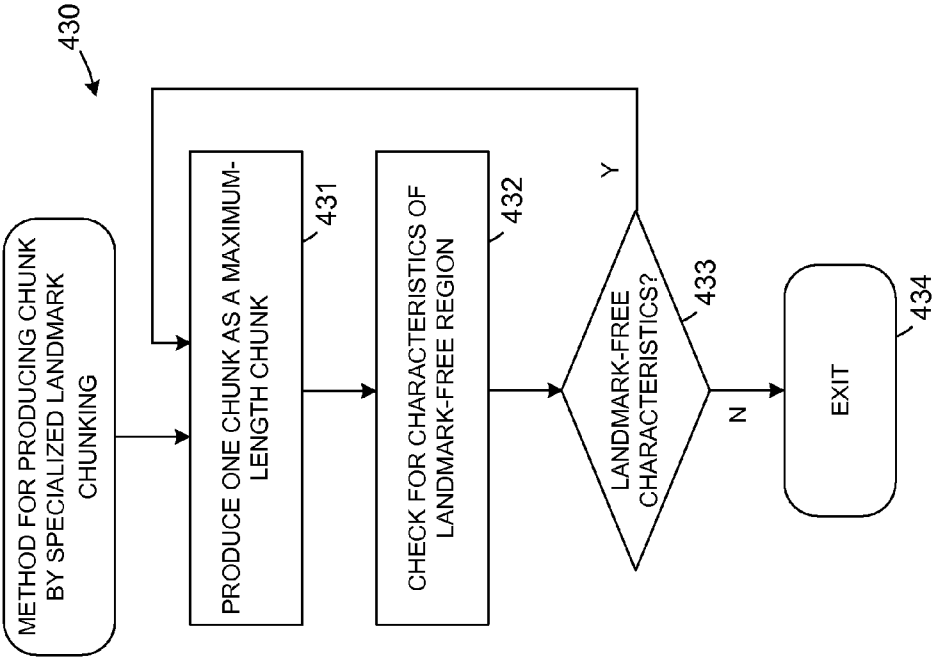 430
METHOD FOR PRODUCING CHUNK
BY SPECIALIZED LANDMARK
CHUNKING
PRODUCE ONE CHUNK AS A MAXIMUM-
LENGTH CHUNK
431
CHECK FOR CHARACTERISTICS OF
LANDMARK-FREE REGION
432
LANDMARK-FREE
CHARACTERISTICS?
433
Y
N
EXIT
434